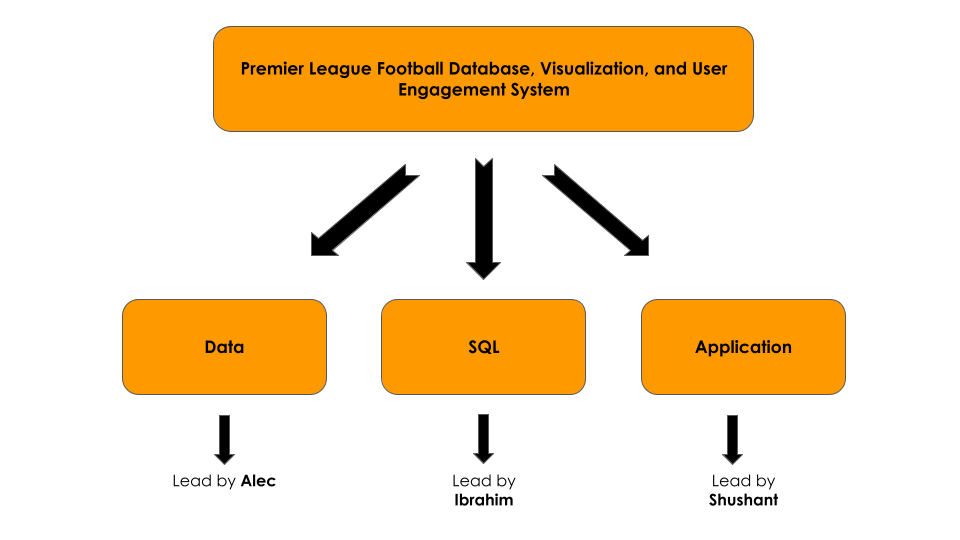 Premier League Football Database, Visualization, and User
Engagement System
Data
SQL
Application
Lead by Alec
Lead by
Ibrahim
Lead by
Shushant